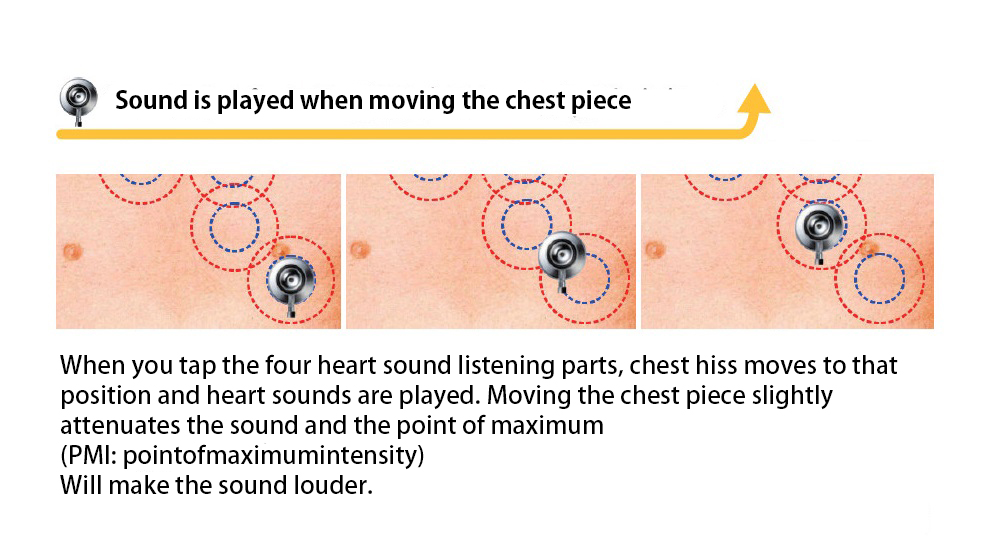 Sound is played when moving the chest piece
When you tap the four heart sound listening parts, chest hiss moves to that
position and heart sounds are played. Moving the chest piece slightly
attenuates the sound and the point of maximum
(PMI: pointofmaximumintensity)
Will make the sound louder.